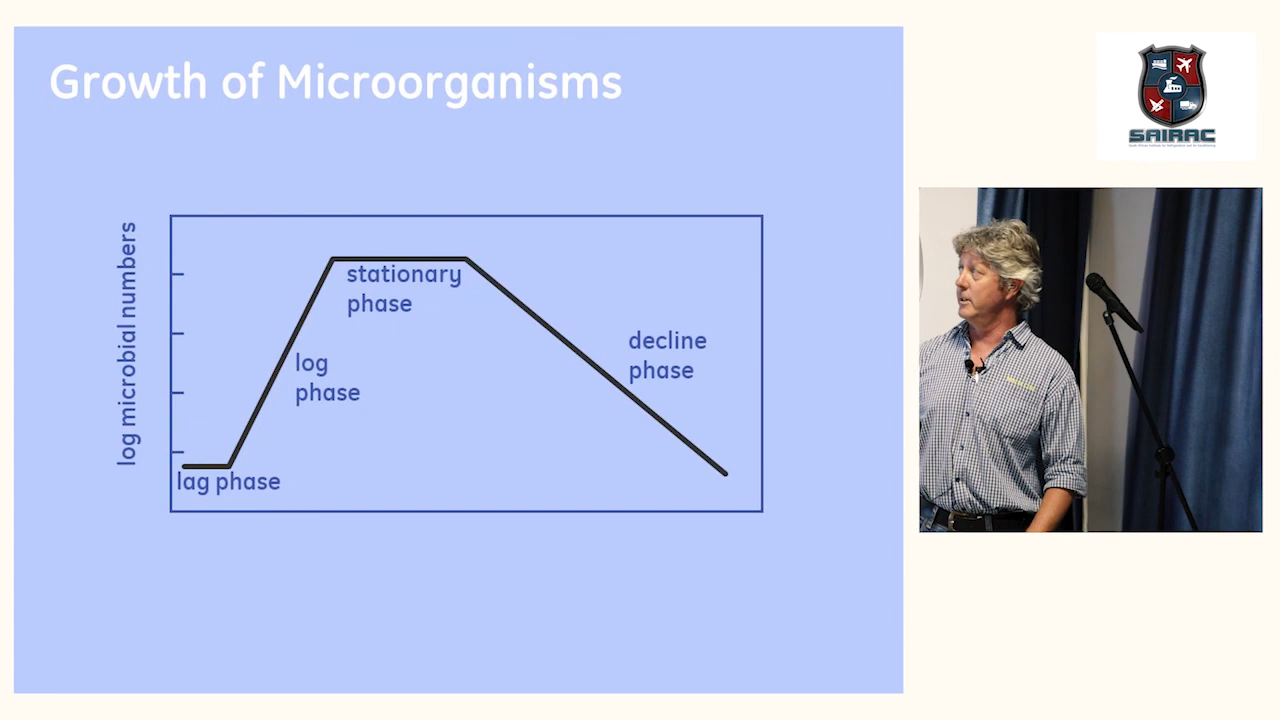 Growth of Microorganisms
log microbial numbers
stationary
phase
log
phase
decline
phase
lag phase
SAIRAC